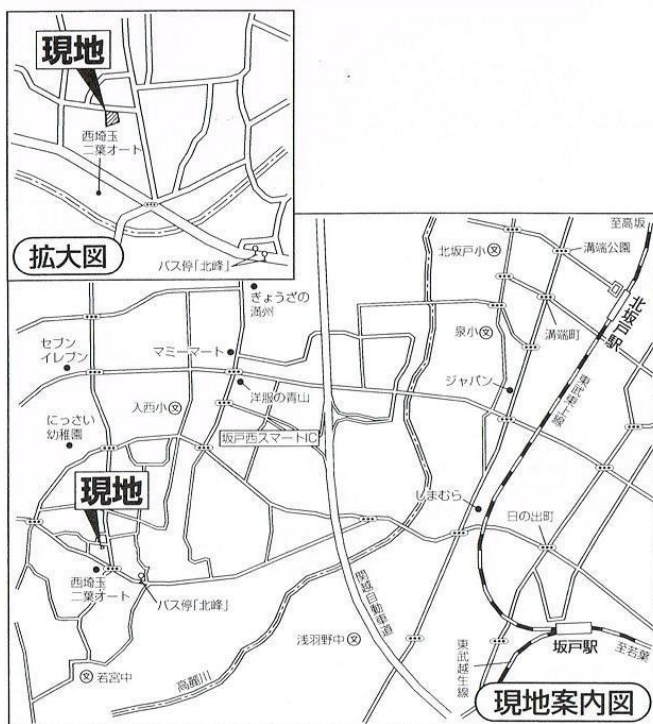 現地
西埼玉
二葉オート
拡大図
バス停「北峰」
至高坂
北坂戸小
溝端公園
北坂戸駅
ぎょうざの
満州
泉小
溝端町
セブン
イレブン
マミーマート
東武東上線
ジャパン
洋服の青山
入西小
にっさい
幼稚園
坂戸西スマートIC
現地
しまむら
日の出町
西埼玉
二葉オート
バス停「北峰」
関越自動車道
浅羽野中
坂戸駅
至若葉
東武越生線
若宮中
高麗川
現地案内図